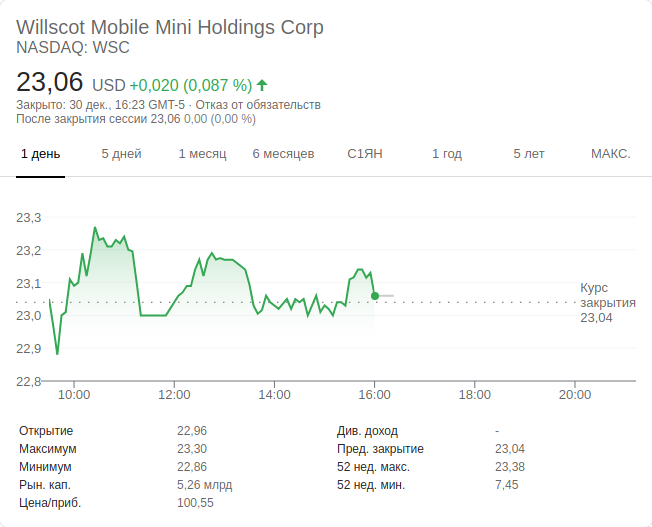 Willscot Mobile Mini Holdings Corp
NASDAQ: WSC
23,06 USD +0,020 (0,087 %)
Закрыто: 30 дек., 16:23 GMT-5 · Отказ от обязательств
После закрытия сессии 23,06 0,00 (0,00 %)
1 день 5 дней 1 месяц 6 месяцев С1ЯН 1 год 5 лет МАКС.
23,3
23,2
23,1
23,0
22,9
22,8
Курс
закрытия
23,04
10:00 12:00 14:00 16:00 18:00 20:00
Открытие 22,96 Див. доход -
Максимум 23,30 Пред. закрытие 23,04
Минимум 22,86 52 нед. макс. 23,38
Рын. кап. 5,26 млрд 52 нед. мин. 7,45
Цена/приб. 100,55